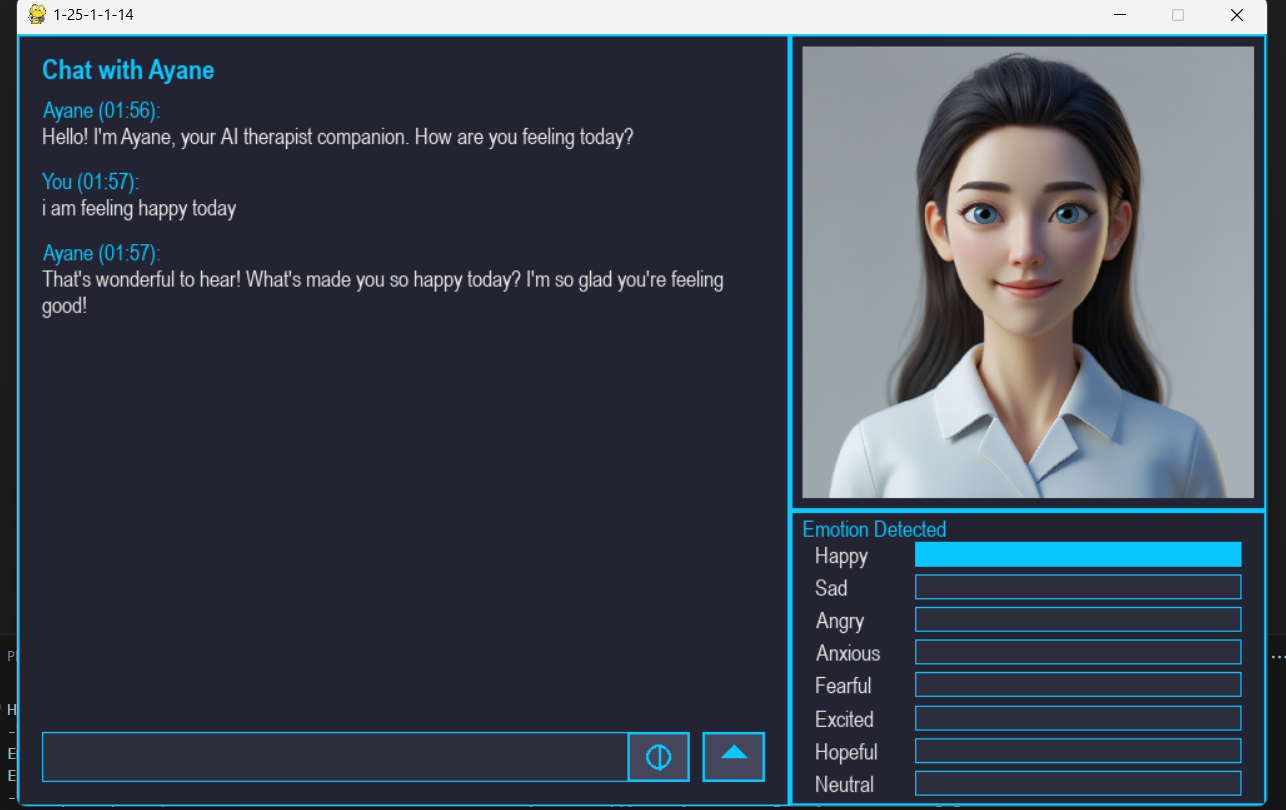 1-25-1-1-14
Chat with Ayane
Ayane (01:56):
Hello! I'm Ayane, your AI therapist companion. How are you feeling today?
You (01:57):
i am feeling happy today
Ayane (01:57):
That's wonderful to hear! What's made you so happy today? I'm so glad you're feeling
good!
Emotion Detected
Happy
Sad
Angry
Anxious
Fearful
Excited
Hopeful
Neutral